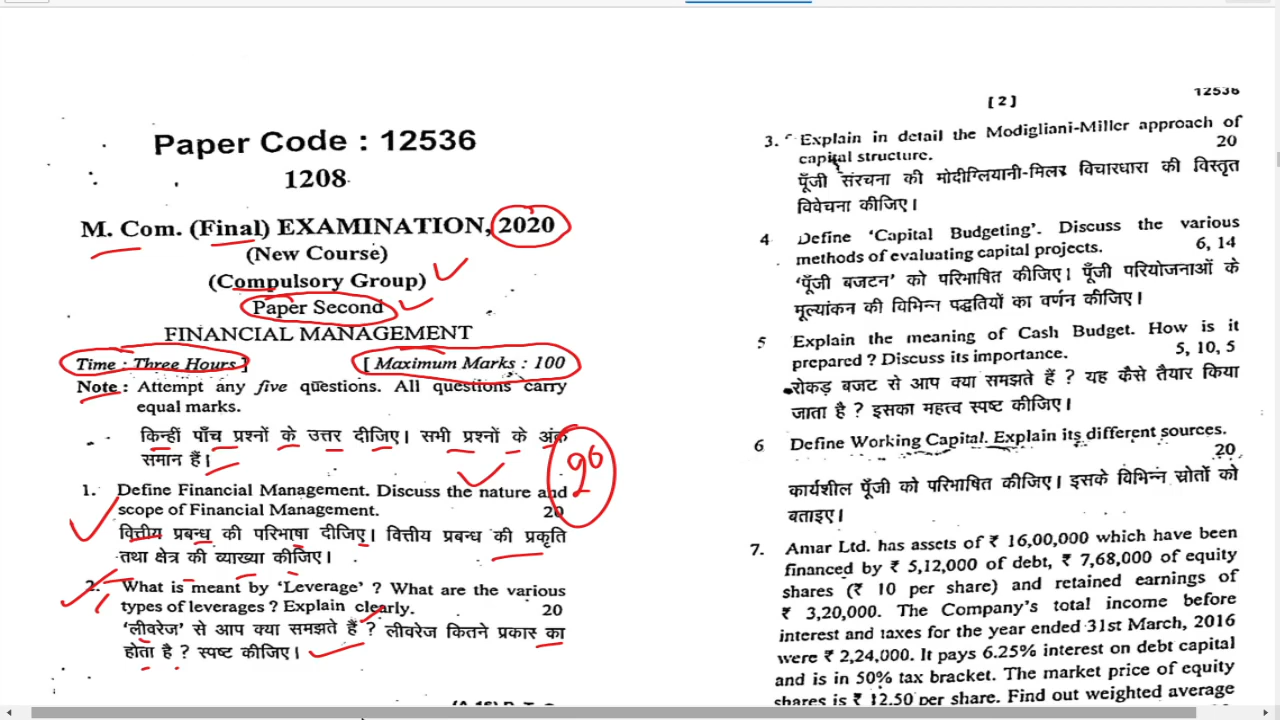 Paper Code : 12536
1208
M. Com. (Final) EXAMINATION, 2020
(New Course)
(Compulsory Group)
Paper Second
FINANCIAL MANAGEMENT
Time : Three Hours ]
[ Maximum Marks : 100
Note : Attempt any five questions. All questions carry
equal marks.
किन्हीं पाँच प्रश्नों के उत्तर दीजिए। सभी प्रश्नों के अंक
समान हैं।
1. Define Financial Management. Discuss the nature and
scope of Financial Management. 20
वित्तीय प्रबन्ध की परिभाषा दीजिए। वित्तीय प्रबन्ध की प्रकृति
तथा क्षेत्र की व्याख्या कीजिए।
2. What is meant by 'Leverage' ? What are the various
types of leverages ? Explain clearly. 20
'लीवरेज' से आप क्या समझते हैं ? लीवरेज कितने प्रकार का
होता है ? स्पष्ट कीजिए।
[ 2 ]
12536
3. Explain in detail the Modigliani-Miller approach of
capital structure. 20
पूँजी संरचना की मोदीग्लियानी-मिलर विचारधारा की विस्तृत
विवेचना कीजिए।
4 Define 'Capital Budgeting'. Discuss the various
methods of evaluating capital projects. 6, 14
'पूँजी बजटन' को परिभाषित कीजिए। पूँजी परियोजनाओं के
मूल्यांकन की विभिन्न पद्धतियों का वर्णन कीजिए।
5 Explain the meaning of Cash Budget. How is it
prepared ? Discuss its importance. 5, 10, 5
रोकड़ बजट से आप क्या समझते हैं ? यह कैसे तैयार किया
जाता है ? इसका महत्व स्पष्ट कीजिए।
6 Define Working Capital. Explain its different sources.
20
कार्यशील पूँजी को परिभाषित कीजिए। इसके विभिन्न स्रोतों को
बताइए।
7. Amar Ltd. has assets of ₹ 16,00,000 which have been
financed by ₹ 5,12,000 of debt, ₹ 7,68,000 of equity
shares (₹ 10 per share) and retained earnings of
₹ 3,20,000. The Company's total income before
interest and taxes for the year ended 31st March, 2016
were ₹ 2,24,000. It pays 6.25% interest on debt capital
and is in 50% tax bracket. The market price of equity
shares is ₹ 12.50 per share. Find out weighted average